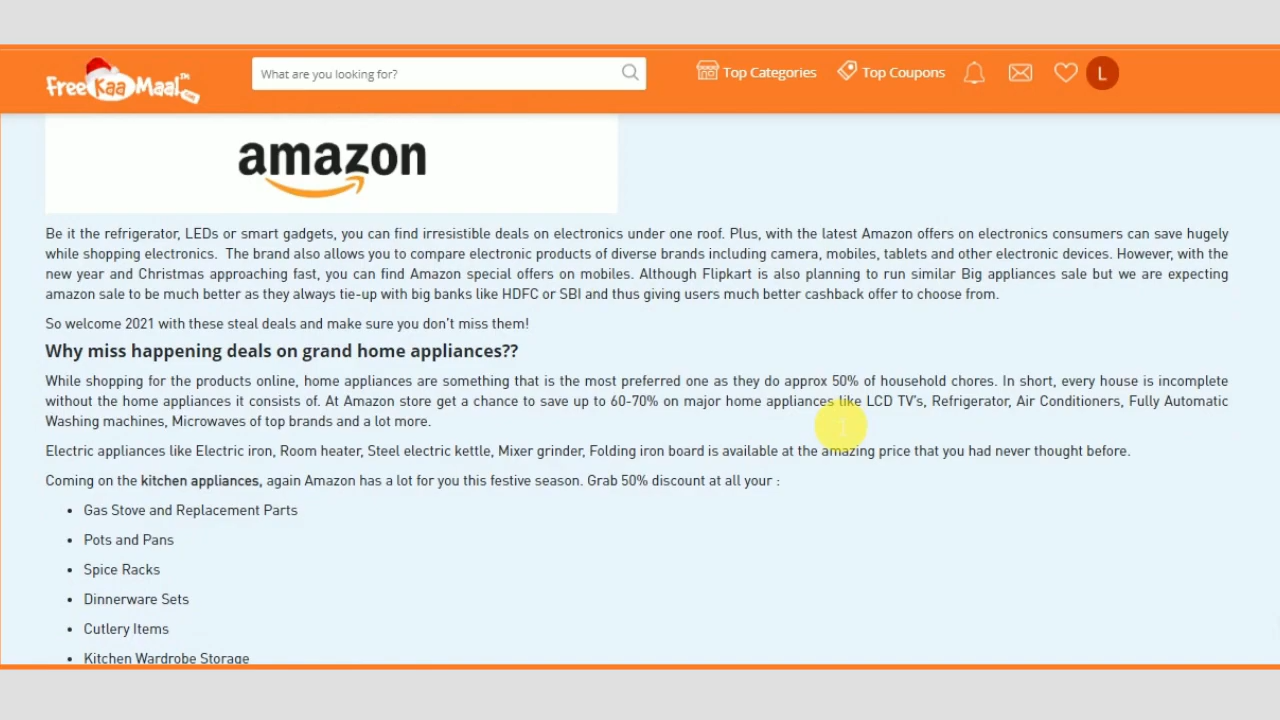 Free Kaa Maal TM
What are you looking for?
Top Categories
Top Coupons
L
amazon
Be it the refrigerator, LEDs or smart gadgets, you can find irresistible deals on electronics under one roof. Plus, with the latest Amazon offers on electronics consumers can save hugely
while shopping electronics. The brand also allows you to compare electronic products of diverse brands including camera, mobiles, tablets and other electronic devices. However, with the
new year and Christmas approaching fast, you can find Amazon special offers on mobiles. Although Flipkart is also planning to run similar Big appliances sale but we are expecting
amazon sale to be much better as they always tie-up with big banks like HDFC or SBI and thus giving users much better cashback offer to choose from.
So welcome 2021 with these steal deals and make sure you don't miss them!
Why miss happening deals on grand home appliances??
While shopping for the products online, home appliances are something that is the most preferred one as they do approx 50% of household chores. In short, every house is incomplete
without the home appliances it consists of. At Amazon store get a chance to save up to 60-70% on major home appliances like LCD TV's, Refrigerator, Air Conditioners, Fully Automatic
Washing machines, Microwaves of top brands and a lot more.
Electric appliances like Electric iron, Room heater, Steel electric kettle, Mixer grinder, Folding iron board is available at the amazing price that you had never thought before.
Coming on the kitchen appliances, again Amazon has a lot for you this festive season. Grab 50% discount at all your :
• Gas Stove and Replacement Parts
• Pots and Pans
• Spice Racks
• Dinnerware Sets
• Cutlery Items
• Kitchen Wardrobe Storage